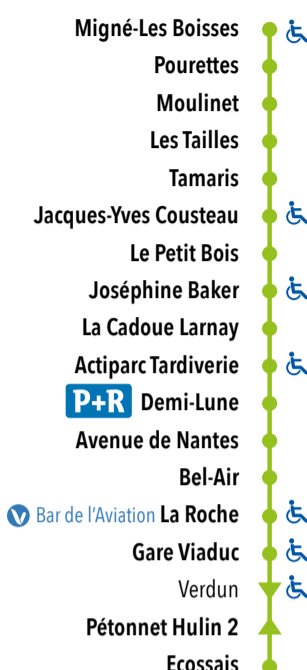 Migné-Les Boisses
Pourettes
Moulinet
Les Tailles
Tamaris
Jacques-Yves Cousteau
Le Petit Bois
Joséphine Baker
La Cadoue Larnay
Actiparc Tardiverie
P+R Demi-Lune
Avenue de Nantes
Bel-Air
V Bar de l'Aviation La Roche
Gare Viaduc
Verdun
Pétonnet Hulin 2
Ecossais